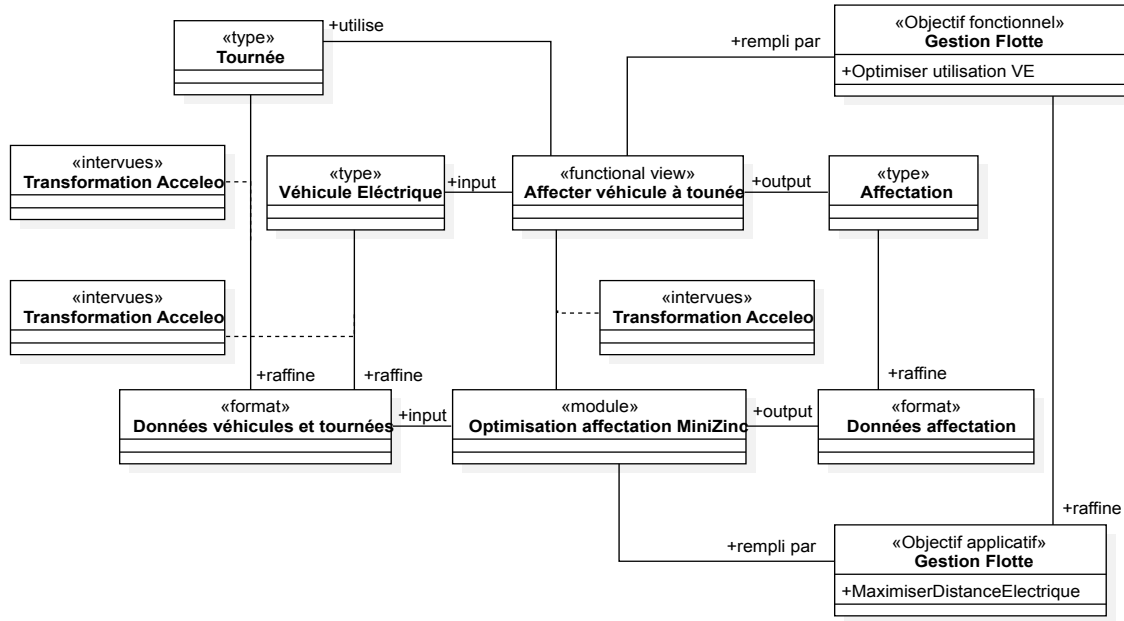 «type»
Tournée
+utilise
+rempli par
«Objectif fonctionnel»
Gestion Flotte
+Optimiser utilisation VE
«intervues»
Transformation Acceleo
«type»
Véhicule Eléctrique
+input
«functional view»
Affecter véhicule à tounée
+output
«type»
Affectation
«intervues»
Transformation Acceleo
«intervues»
Transformation Acceleo
+raffine
+raffine
+raffine
«format»
Données véhicules et tournées
+input
«module»
Optimisation affectation MiniZinc
+output
«format»
Données affectation
+raffine
+rempli par
«Objectif applicatif»
Gestion Flotte
+MaximiserDistanceElectrique